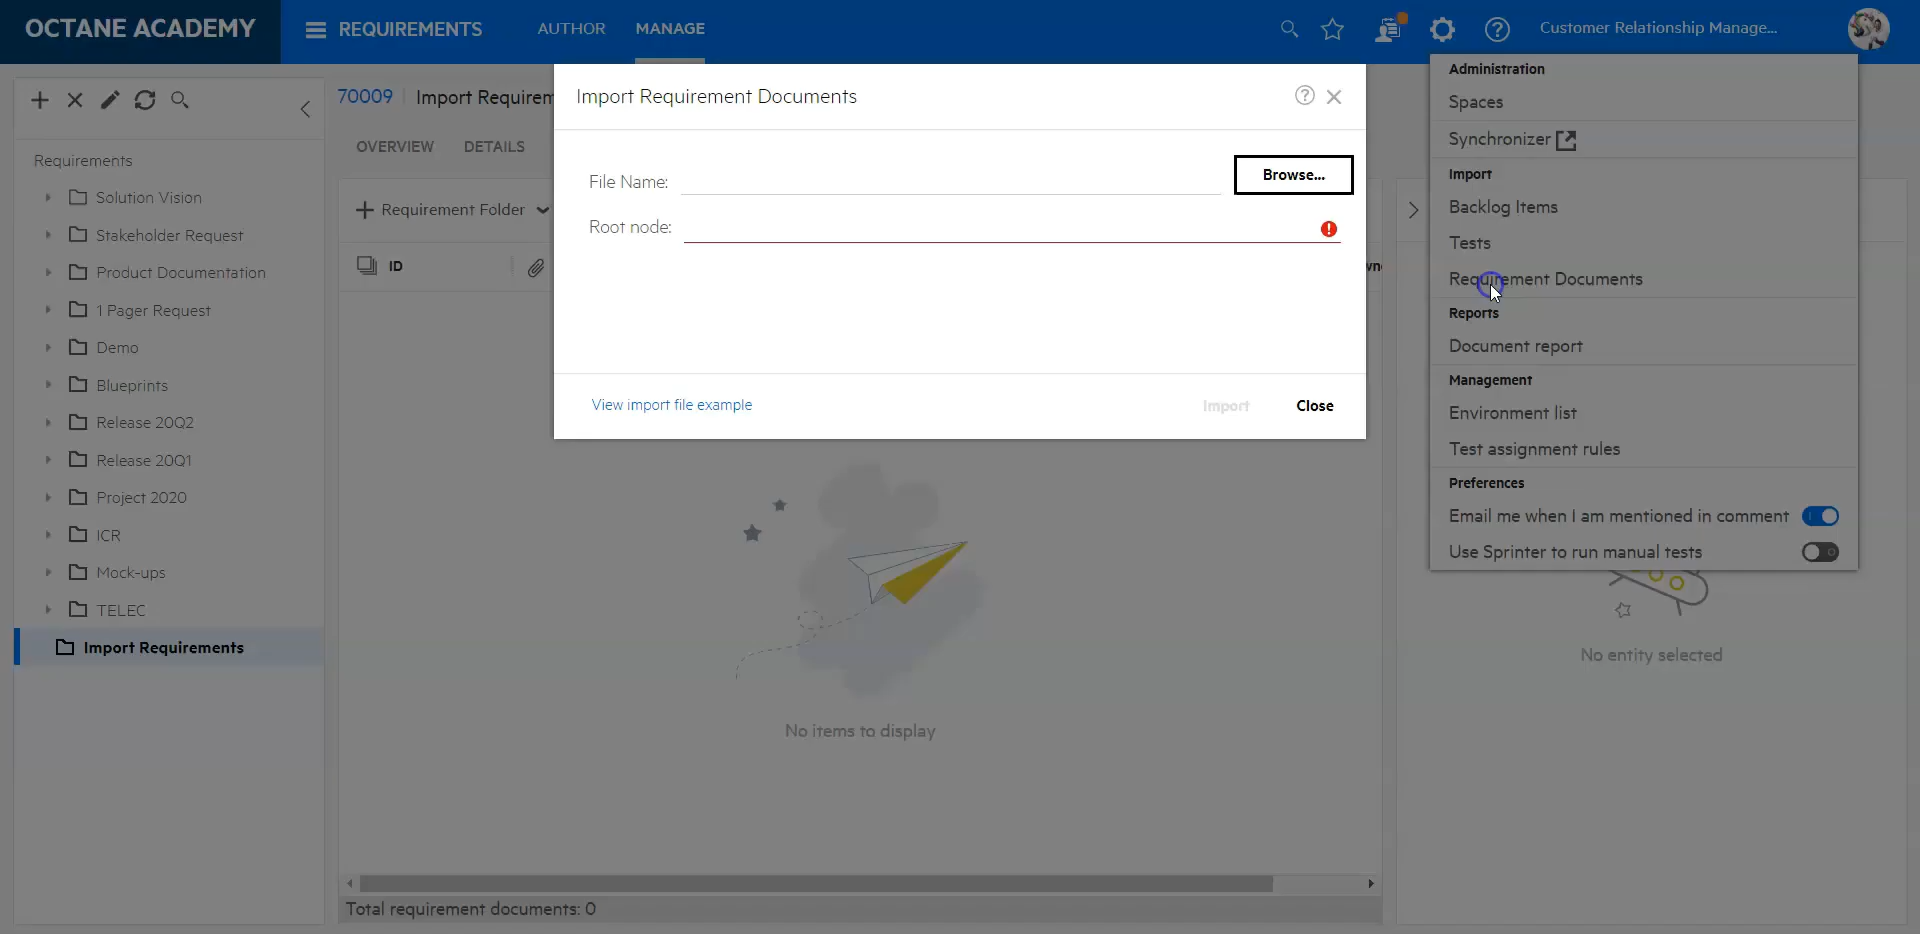 OCTANE ACADEMY
REQUIREMENTS
AUTHOR
MANAGE
Customer Relationship Manage...
Requirements
Solution Vision
Stakeholder Request
Product Documentation
1 Pager Request
Demo
Blueprints
Release 20Q2
Release 20Q1
Project 2020
ICR
Mock-ups
TELEC
Import Requirements
70009
Import Requirem
OVERVIEW
DETAILS
Requirement Folder
ID
No items to display
Total requirement documents: 0
Import Requirement Documents
File Name:
Browse...
Root node:
View import file example
Import
Close
Administration
Spaces
Synchronizer
Import
Backlog Items
Tests
Requirement Documents
Reports
Document report
Management
Environment list
Test assignment rules
Preferences
Email me when I am mentioned in comment
Use Sprinter to run manual tests
No entity selected